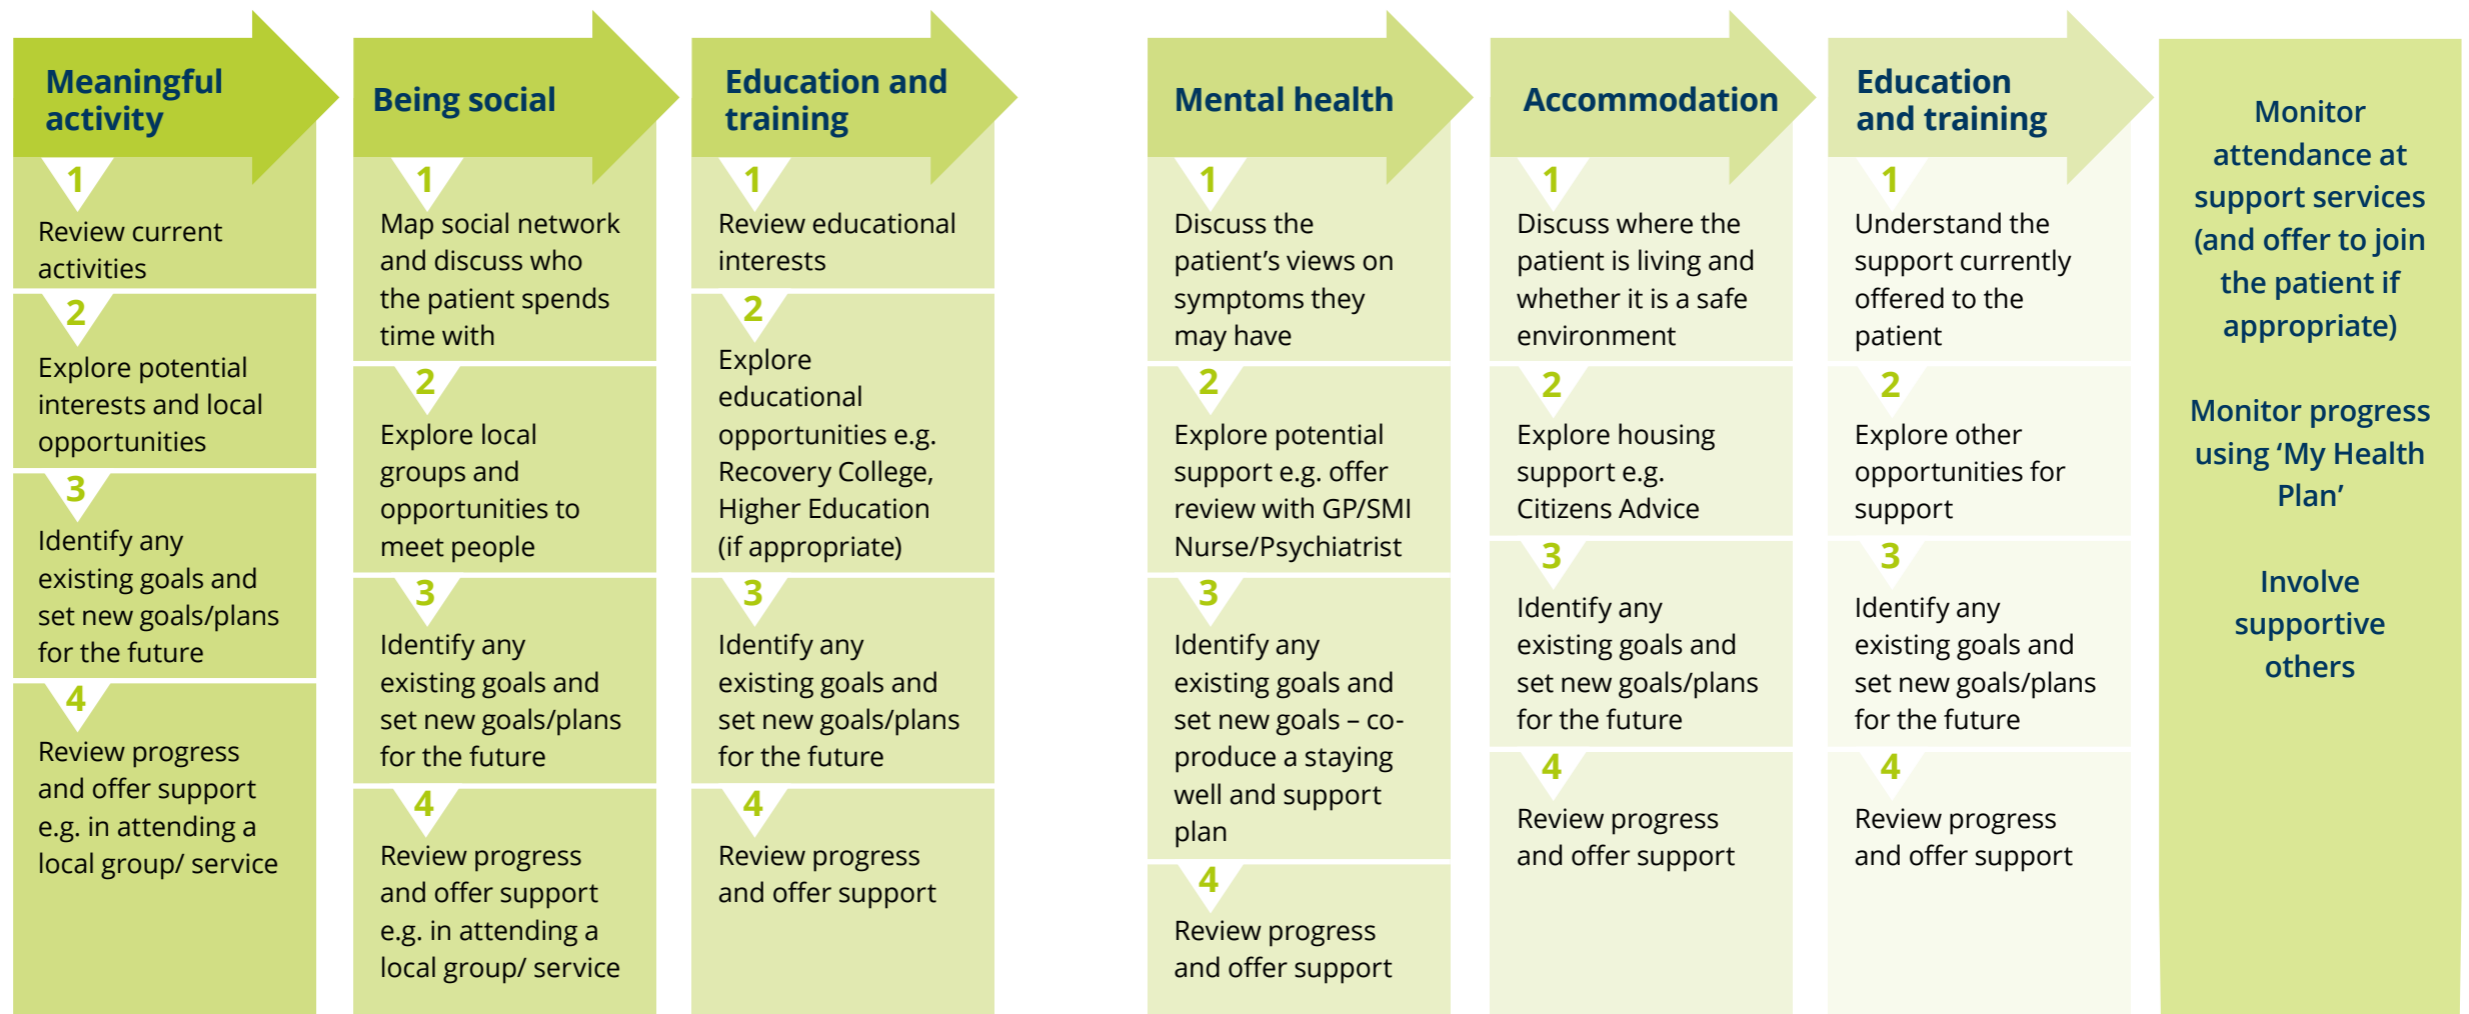 Meaningful
activity
1
Review current
activities
2
Explore potential
interests and local
opportunities
3
Identify any
existing goals and
set new goals/plans
for the future
4
Review progress
and offer support
e.g. in attending a
local group/ service
Being social
1
Map social network
and discuss who
the patient spends
time with
2
Explore local
groups and
opportunities to
meet people
3
Identify any
existing goals and
set new goals/plans
for the future
4
Review progress
and offer support
e.g. in attending a
local group/ service
Education and
training
1
Review educational
interests
2
Explore
educational
opportunities e.g.
Recovery College,
Higher Education
(if appropriate)
3
Identify any
existing goals and
set new goals/plans
for the future
4
Review progress
and offer support
Mental health
1
Discuss the
patient’s views on
symptoms they
may have
2
Explore potential
support e.g. offer
review with GP/SMI
Nurse/Psychiatrist
3
Identify any
existing goals and
set new goals – co-
produce a staying
well and support
plan
4
Review progress
and offer support
Accommodation
1
Discuss where the
patient is living and
whether it is a safe
environment
2
Explore housing
support e.g.
Citizens Advice
3
Identify any
existing goals and
set new goals/plans
for the future
4
Review progress
and offer support
Education
and training
1
Understand the
support currently
offered to the
patient
2
Explore other
opportunities for
support
3
Identify any
existing goals and
set new goals/plans
for the future
4
Review progress
and offer support
Monitor
attendance at
support services
(and offer to join
the patient if
appropriate)
Monitor progress
using ‘My Health
Plan’
Involve
supportive
others